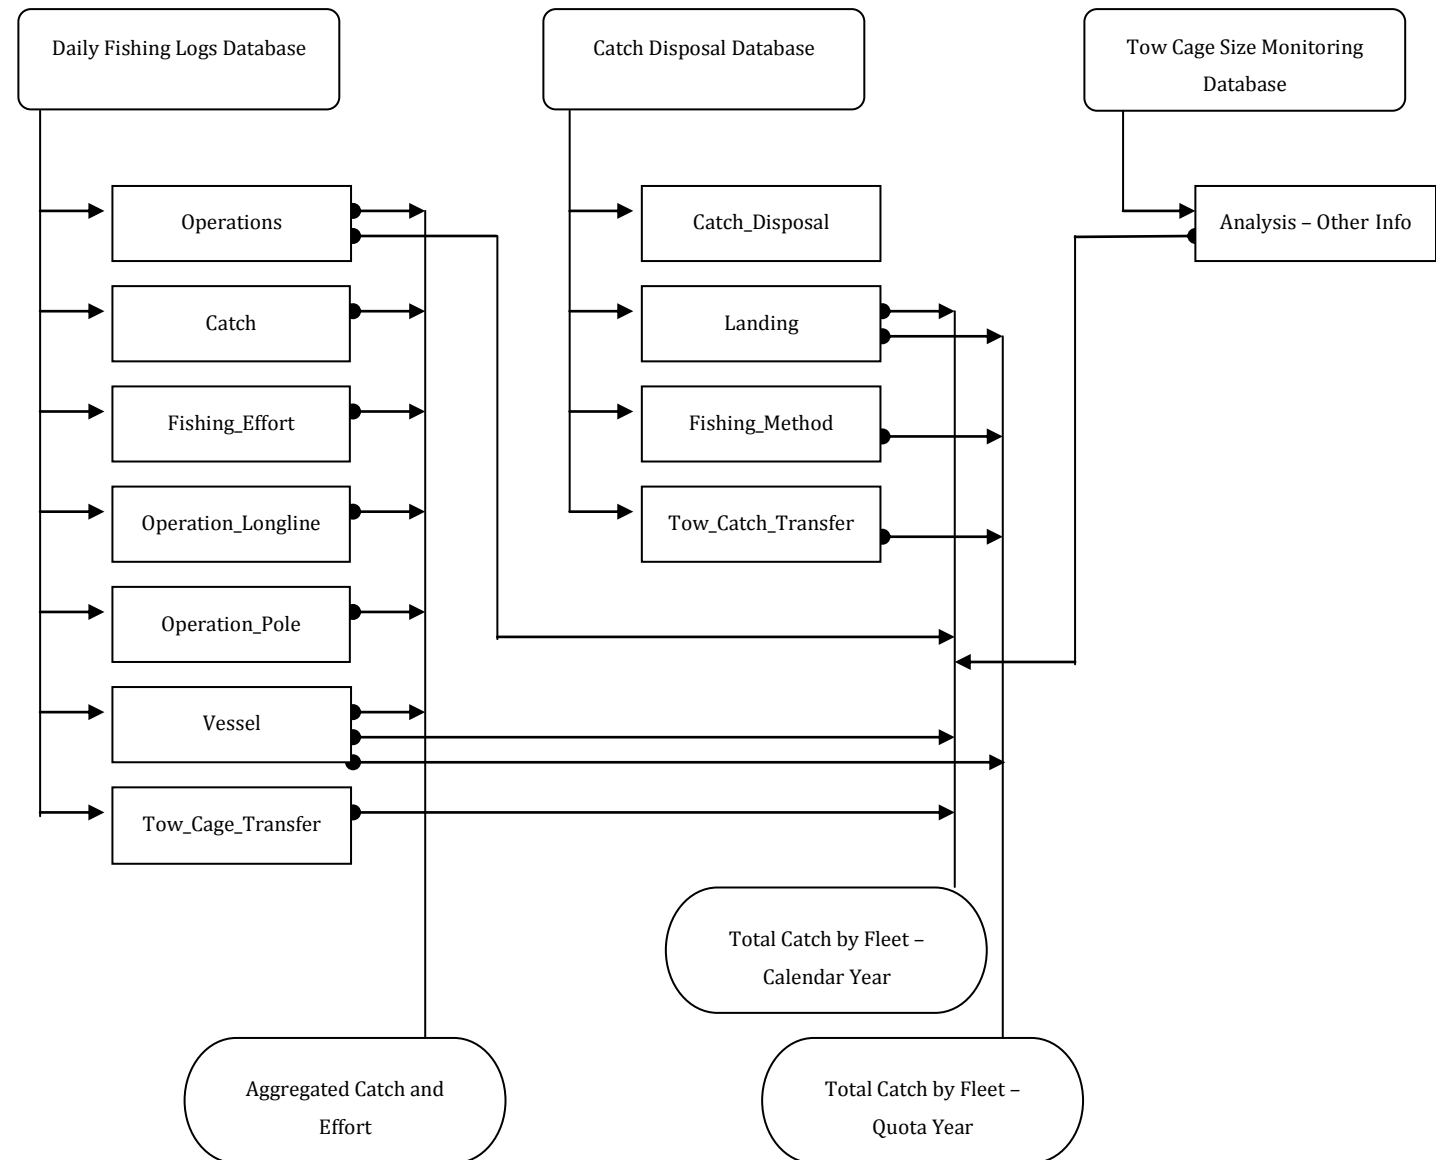 Daily Fishing Logs Database
Catch Disposal Database
Tow Cage Size Monitoring
Database
Operations
Catch
Fishing_Effort
Operation_Longline
Operation_Pole
Vessel
Tow_Cage_Transfer
Catch_Disposal
Landing
Fishing_Method
Tow_Catch_Transfer
Analysis – Other Info
Total Catch by Fleet –
Calendar Year
Aggregated Catch and
Effort
Total Catch by Fleet –
Quota Year